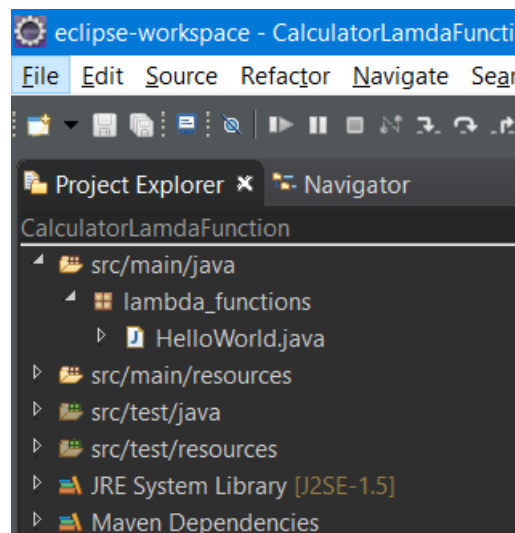 eclipse-workspace - CalculatorLamdaFuncti
File Edit Source Refactor Navigate Sear
Project Explorer Navigator
CalculatorLamdaFunction
src/main/java
lambda_functions
HelloWorld.java
src/main/resources
src/test/java
src/test/resources
JRE System Library [J2SE-1.5]
Maven Dependencies